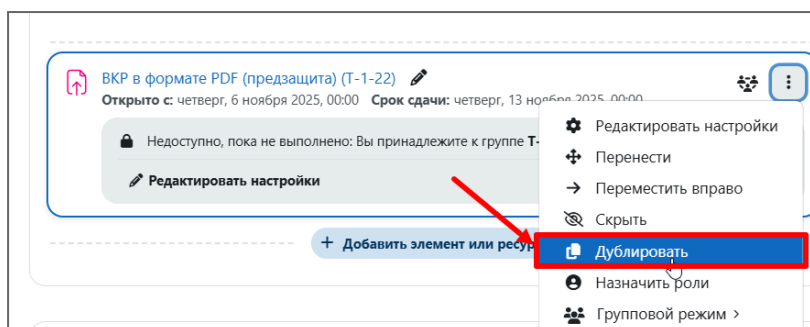 ВКР в формате PDF (предзащита) (Т-1-22)
Открыто с: четверг, 6 ноября 2025, 00:00 Срок сдачи: четверг, 13 ноября 2025, 00:00
Недоступно, пока не выполнено: Вы принадлежите к группе Т-
Редактировать настройки
+ Добавить элемент или ресур
Редактировать настройки
Перенести
Переместить вправо
Скрыть
Дублировать
Назначить роли
Групповой режим >